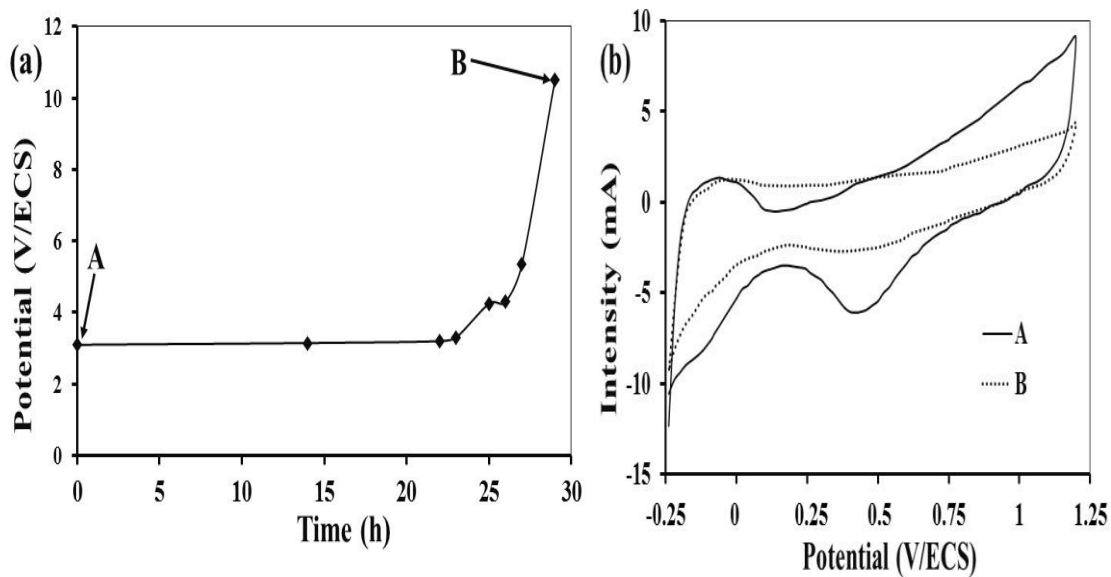 (a)
Potential (V/ECS)
12
10
8
6
4
2
0
A
B
0 5 10 15 20 25 30
Time (h)
(b)
Intensity (mA)
10
5
0
-5
-10
-15
A
B
-0.25 0 0.25 0.5 0.75 1 1.25
Potential (V/ECS)